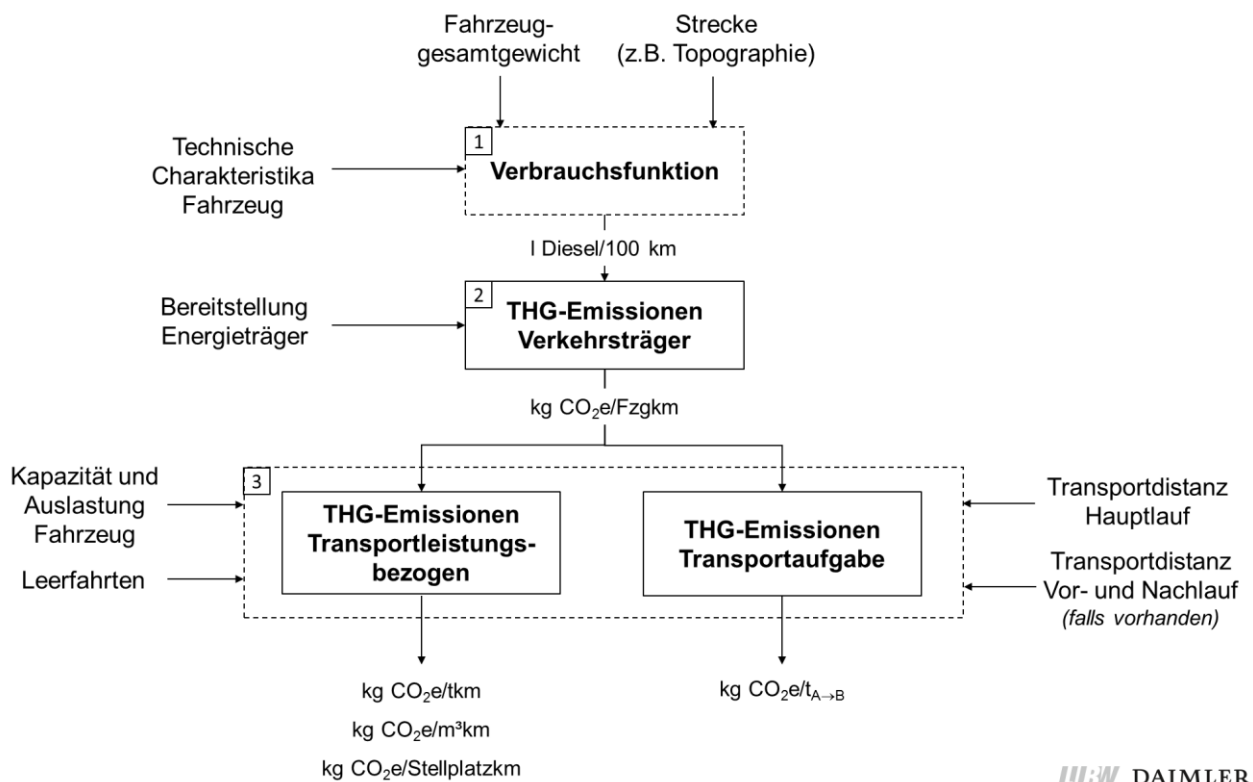 Fahrzeug-
gesamtgewicht
Strecke
(z.B. Topographie)
Technische
Charakteristika
Fahrzeug
1
Verbrauchsfunktion
l Diesel/100 km
Bereitstellung
Energieträger
2
THG-Emissionen
Verkehrsträger
kg CO₂e/Fzgkm
Kapazität und
Auslastung
Fahrzeug
Leerfahrten
3
THG-Emissionen
Transportleistungs-
bezogen
THG-Emissionen
Transportaufgabe
Transportdistanz
Hauptlauf
Transportdistanz
Vor- und Nachlauf
(falls vorhanden)
kg CO₂e/tkm
kg CO₂e/m³km
kg CO₂e/Stellplatzkm
kg CO₂e/t A→B
DAIMLER